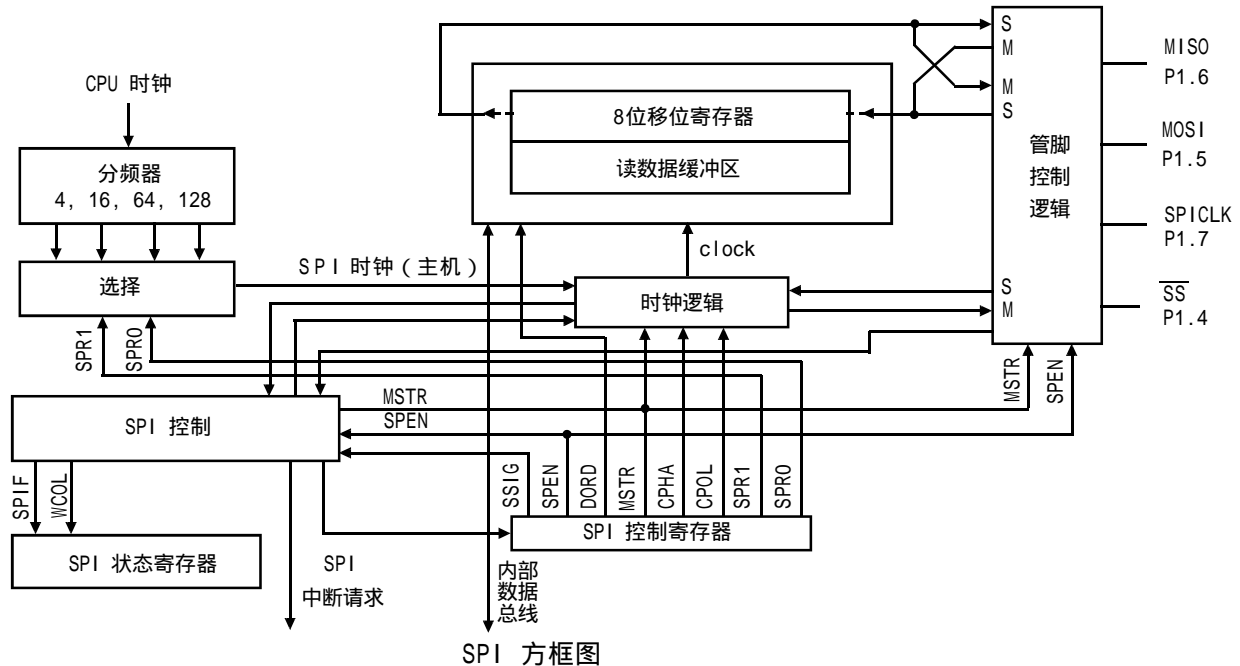 CPU 时钟
分频器
4, 16, 64, 128
选择
SPR1
SPR0
SPI 时钟(主机)
8位移位寄存器
读数据缓冲区
clock
时钟逻辑
S
M
M
S
管脚
控制
逻辑
S
M
MISO
P1.6
MOSI
P1.5
SPICLK
P1.7
SS
P1.4
MSTR
SPEN
SPI 控制
MSTR
SPEN
SPIF
WCOL
SPI 状态寄存器
SPI
中断请求
SSIG
SPEN
DORD
MSTR
CPHA
CPOL
SPR1
SPR0
SPI 控制寄存器
内部
数据
总线
SPI 方框图